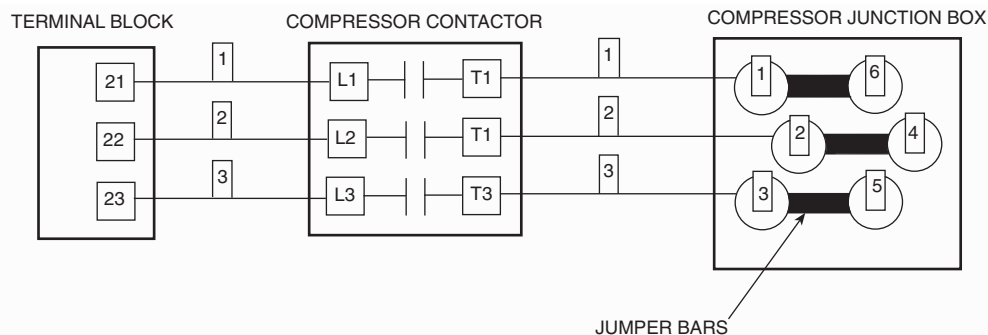 TERMINAL BLOCK
COMPRESSOR CONTACTOR
COMPRESSOR JUNCTION BOX
21 1 L1 T1 1 1 6
22 2 L2 T1 2 2 4
23 3 L3 T3 3 3 5
JUMPER BARS